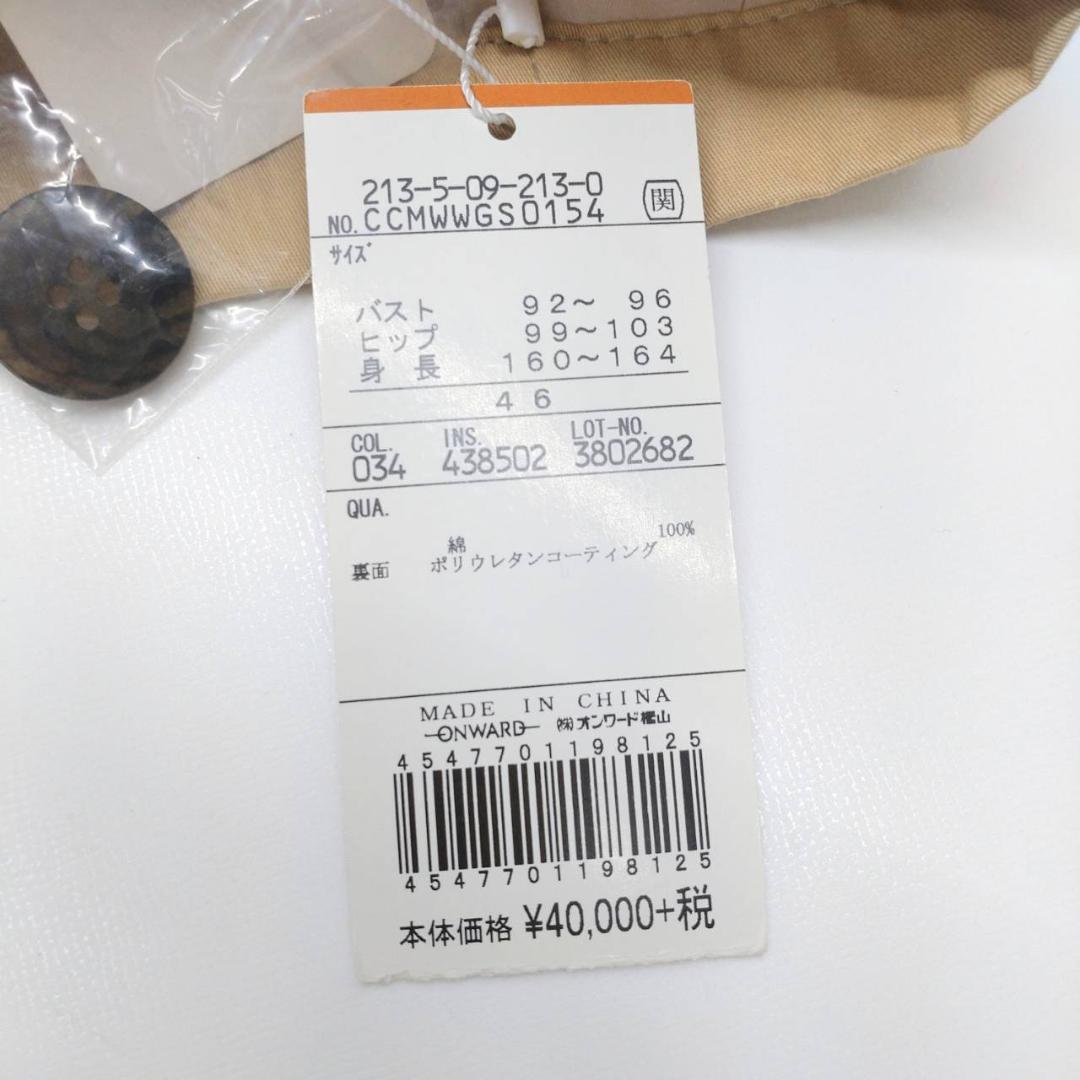 213-5-09-213-0
NO.CCMWWGS0154 関
サイズ
バスト 92～ 96
ヒップ 99～103
身 長 160～164
46
COL. INS. LOT-NO.
034 438502 3802682
QUA.
綿 100%
裏面 ポリウレタンコーティング
MADE IN CHINA
ONWARD ㈱オンワード樫山
4547701198125
4547701198125
本体価格 ¥40,000+税